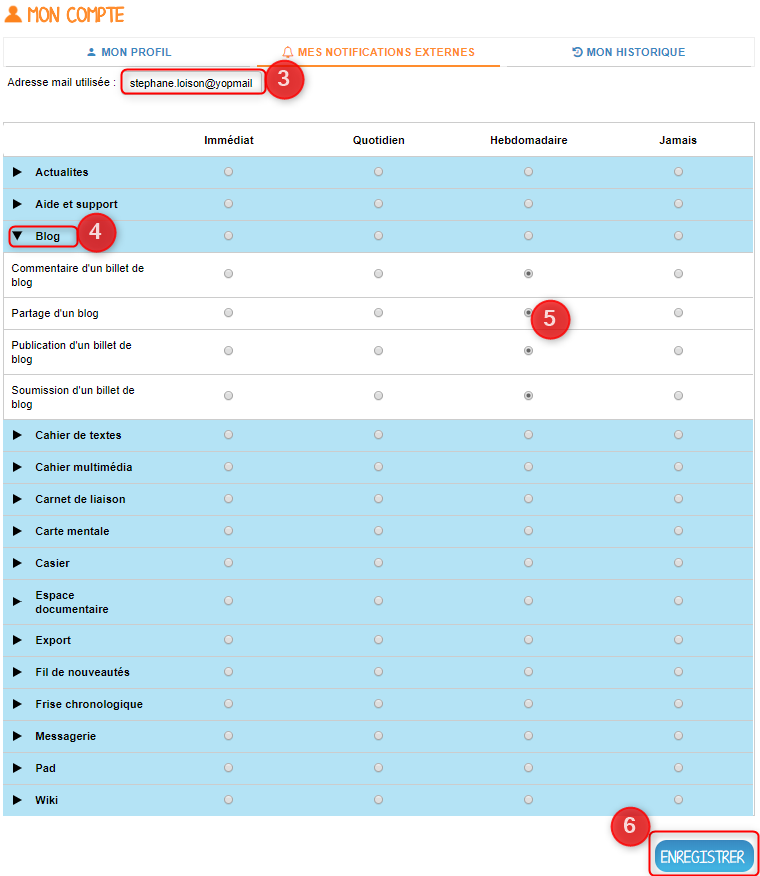 MON COMPTE
MON PROFIL MES NOTIFICATIONS EXTERNES MON HISTORIQUE
Adresse mail utilisée : stephane.loison@yopmail 3
Immédiat Quotidien Hebdomadaire Jamais
Actualites
Aide et support
Blog 4
Commentaire d'un billet de
blog
Partage d'un blog 5
Publication d'un billet de
blog
Soumission d'un billet de
blog
Cahier de textes
Cahier multimédia
Carnet de liaison
Carte mentale
Casier
Espace
documentaire
Export
Fil de nouveautés
Frise chronologique
Messagerie
Pad
Wiki
6
ENREGISTRER